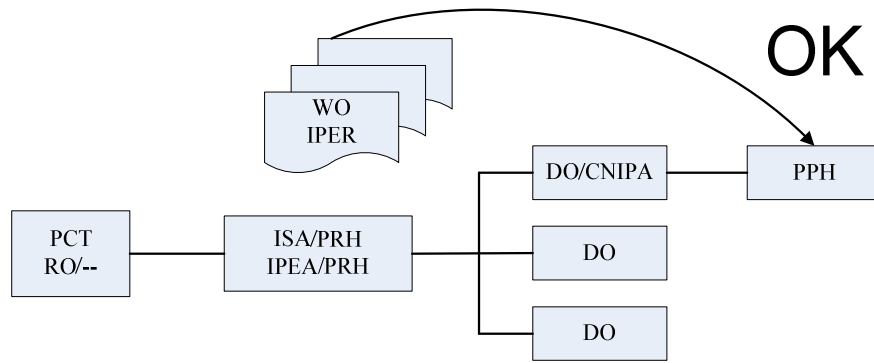 OK
WO
IPER
DO/CNIPA
PPH
PCT
RO/--
ISA/PRH
IPEA/PRH
DO
DO